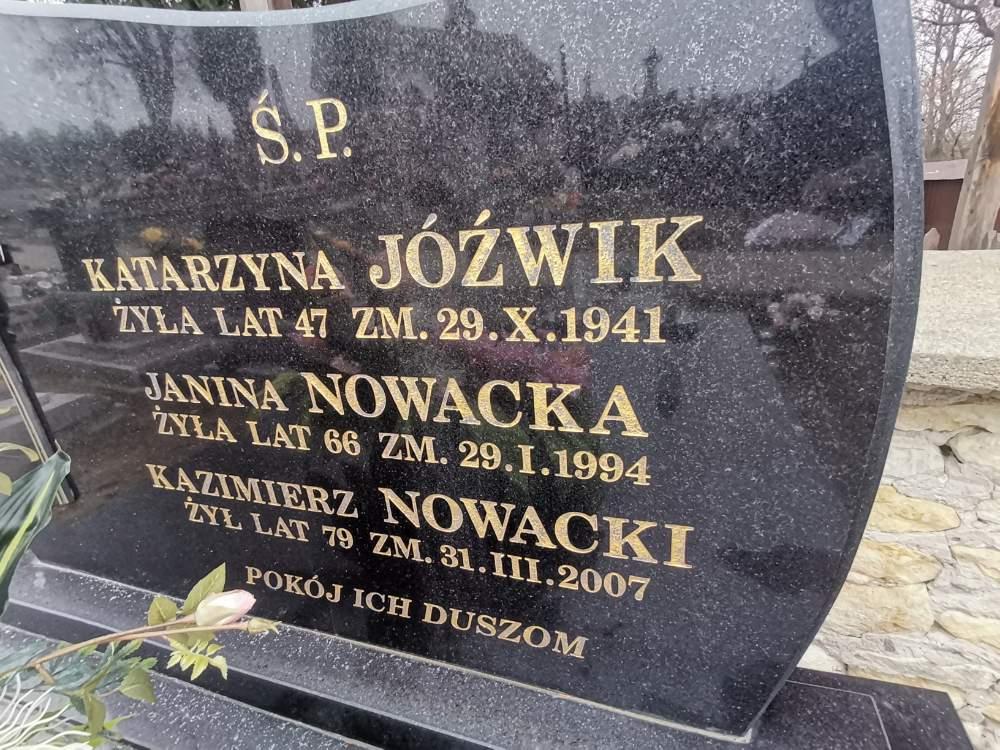 Ś.P.
KATARZYNA JÓŹWIK
ŻYŁA LAT 47 ZM. 29.X.1941
JANINA NOWACKA
ŻYŁA LAT 66 ZM. 29.I.1994
KAZIMIERZ NOWACKI
ŻYŁ LAT 79 ZM. 31.III.2007
POKÓJ ICH DUSZOM